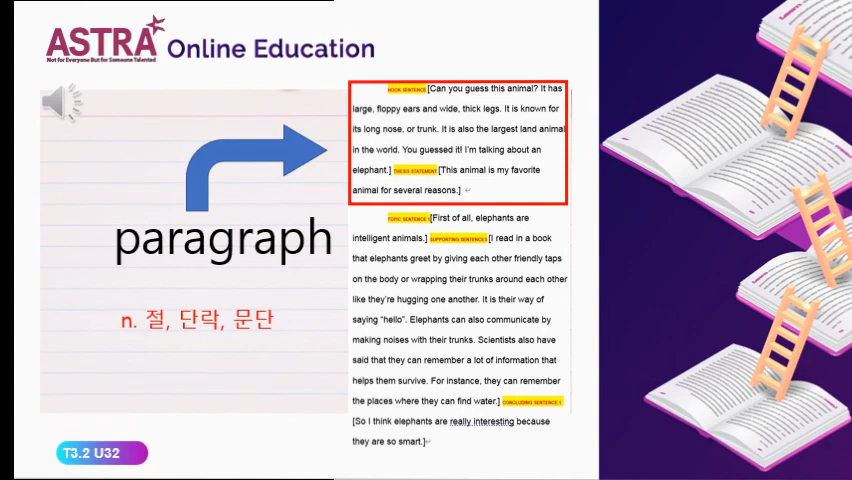 ASTRA
Not for Everyone But for Someone Talented
Online Education
paragraph
n. 절, 단락, 문단
HOOK SENTENCE [Can you guess this animal? It has
large, floppy ears and wide, thick legs. It is known for
its long nose, or trunk. It is also the largest land animal
in the world. You guessed it! I'm talking about an
elephant.] THESIS STATEMENT [This animal is my favorite
animal for several reasons.]
TOPIC SENTENCE 1 [First of all, elephants are
intelligent animals.] SUPPORTING SENTENCES [I read in a book
that elephants greet by giving each other friendly taps
on the body or wrapping their trunks around each other
like they're hugging one another. It is their way of
saying "hello". Elephants can also communicate by
making noises with their trunks. Scientists also have
said that they can remember a lot of information that
helps them survive. For instance, they can remember
the places where they can find water.] CONCLUDING SENTENCE 1
[So I think elephants are really interesting because
they are so smart.]
T3.2 U32